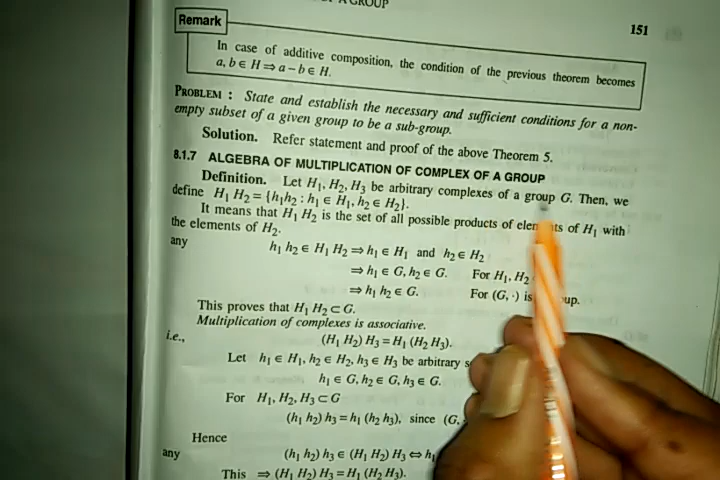 OF A GROUP
151
Remark
In case of additive composition, the condition of the previous theorem becomes
a, b ∈ H ⇒ a – b ∈ H.
PROBLEM : State and establish the necessary and sufficient conditions for a non-
empty subset of a given group to be a sub-group.
Solution. Refer statement and proof of the above Theorem 5.
8.1.7 ALGEBRA OF MULTIPLICATION OF COMPLEX OF A GROUP
Definition. Let H₁, H₂, H₃ be arbitrary complexes of a group G. Then, we
define H₁ H₂ = {h₁h₂ : h₁ ∈ H₁, h₂ ∈ H₂}.
It means that H₁ H₂ is the set of all possible products of elements of H₁ with
the elements of H₂.
any h₁ h₂ ∈ H₁ H₂ ⇒ h₁ ∈ H₁ and h₂ ∈ H₂
⇒ h₁ ∈ G, h₂ ∈ G. For H₁, H₂
⇒ h₁ h₂ ∈ G. For (G, ·) is
This proves that H₁ H₂ ⊂ G.
Multiplication of complexes is associative.
i.e., (H₁ H₂) H₃ = H₁ (H₂ H₃).
Let h₁ ∈ H₁, h₂ ∈ H₂, h₃ ∈ H₃ be arbitrary
h₁ ∈ G, h₂ ∈ G, h₃ ∈ G.
For H₁, H₂, H₃ ⊂ G
(h₁ h₂) h₃ = h₁ (h₂ h₃), since (G,
Hence
any (h₁ h₂) h₃ ∈ (H₁ H₂) H₃ ⇔ h₁
This ⇒ (H₁ H₂) H₃ = H₁ (H₂ H₃).